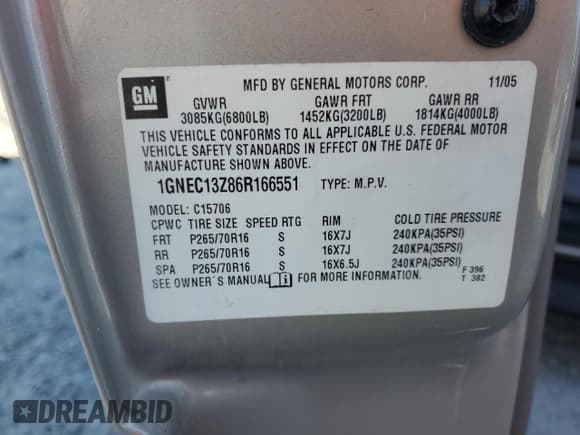 GM
MFD BY GENERAL MOTORS CORP. 11/05
GVWR GAWR FRT GAWR RR
3085KG(6800LB) 1452KG(3200LB) 1814KG(4000LB)
THIS VEHICLE CONFORMS TO ALL APPLICABLE U.S. FEDERAL MOTOR
VEHICLE SAFETY STANDARDS IN EFFECT ON THE DATE OF
MANUFACTURE SHOWN ABOVE.
1GNEC13Z86R166551 TYPE: M.P.V.
MODEL: C15706
CPWC TIRE SIZE SPEED RTG RIM COLD TIRE PRESSURE
FRT P265/70R16 S 16X7J 240KPA(35PSI)
RR P265/70R16 S 16X7J 240KPA(35PSI)
SPA P265/70R16 S 16X6.5J 240KPA(35PSI)
SEE OWNER'S MANUAL FOR MORE INFORMATION.
F 396
T 382
DREAMBID